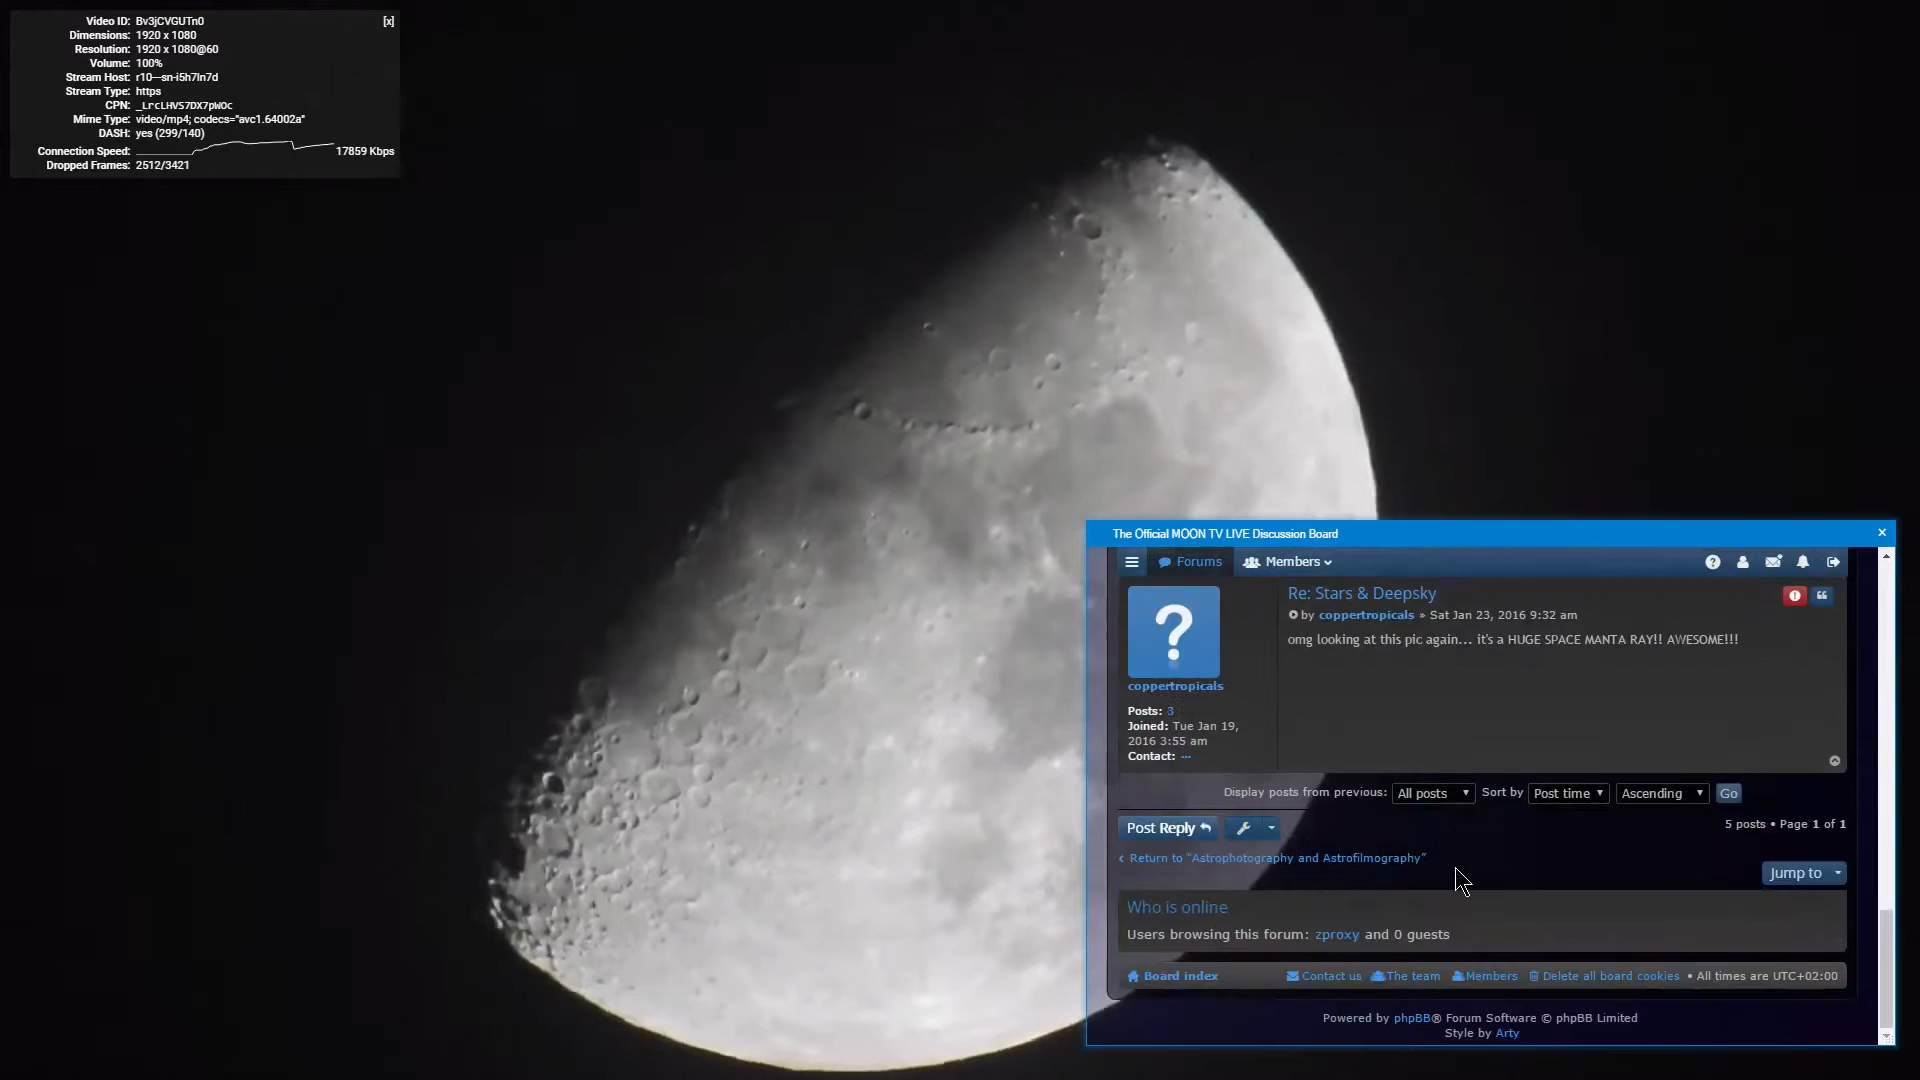 Video ID: Bv3jCVGUTn0 [x]
Dimensions: 1920 x 1080
Resolution: 1920 x 1080@60
Volume: 100%
Stream Host: r10---sn-i5h7ln7d
Stream Type: https
CPN: _LrcLHVS7DX7pWOc
Mime Type: video/mp4; codecs="avc1.64002a"
DASH: yes (299/140)
Connection Speed: 17859 Kbps
Dropped Frames: 2512/3421
The Official MOON TV LIVE Discussion Board
Forums Members
Re: Stars & Deepsky
by coppertropicals » Sat Jan 23, 2016 9:32 am
omg looking at this pic again... it's a HUGE SPACE MANTA RAY!! AWESOME!!!
coppertropicals
Posts: 3
Joined: Tue Jan 19,
2016 3:55 am
Contact:
Display posts from previous: All posts Sort by Post time Ascending Go
Post Reply
5 posts • Page 1 of 1
‹ Return to “Astrophotography and Astrofilmography”
Jump to
Who is online
Users browsing this forum: zproxy and 0 guests
Board index Contact us The team Members Delete all board cookies • All times are UTC+02:00
Powered by phpBB® Forum Software © phpBB Limited
Style by Arty